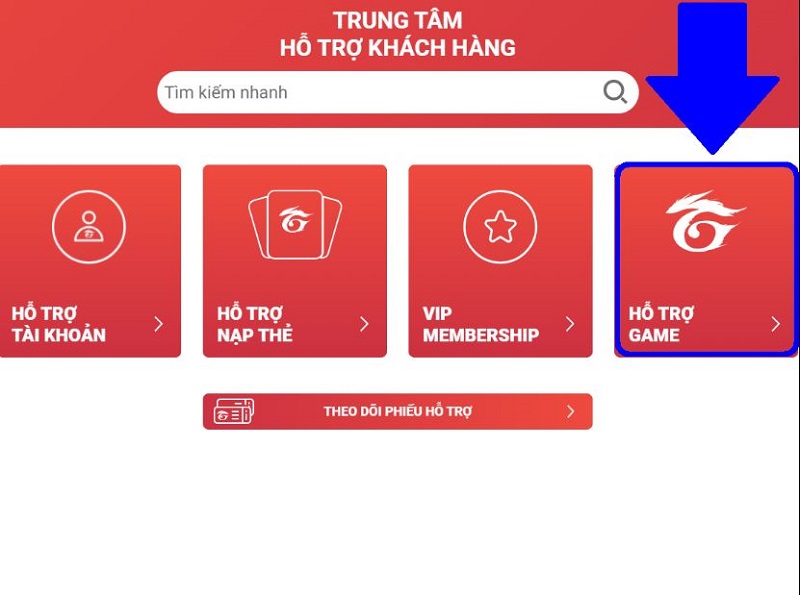 TRUNG TÂM
HỖ TRỢ KHÁCH HÀNG
Tìm kiếm nhanh
HỖ TRỢ
TÀI KHOẢN
HỖ TRỢ
NẠP THẺ
VIP
MEMBERSHIP
HỖ TRỢ
GAME
THEO DÕI PHIẾU HỖ TRỢ